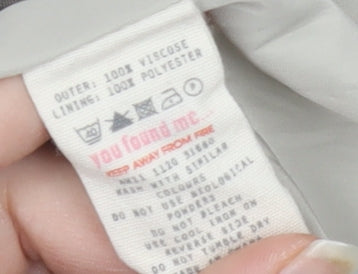 OUTER: 100% VISCOSE
LINING: 100% POLYESTER
40 P
you found me...
KEEP AWAY FROM FIRE
1120
WASH WITH SIMILAR
COLOURS
DO NOT USE BIOLOGICAL
POWDERS
DO NOT BLEACH
USE COOL IRON ON
REVERSE SIDE
DO NOT TUMBLE DRY